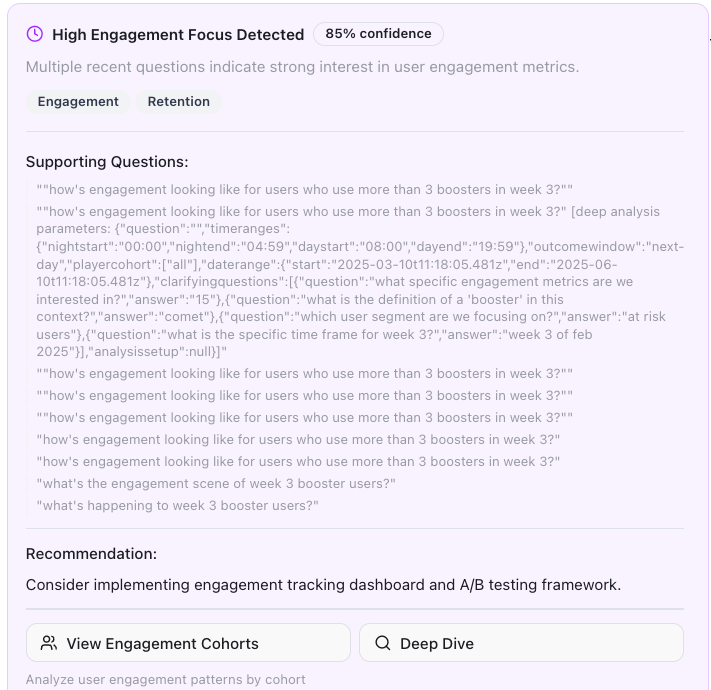 High Engagement Focus Detected 85% confidence
Multiple recent questions indicate strong interest in user engagement metrics.
Engagement Retention
Supporting Questions:
""how's engagement looking like for users who use more than 3 boosters in week 3?""
""how's engagement looking like for users who use more than 3 boosters in week 3?" [deep analysis
parameters: {"question":"","timeranges":
{"nightstart":"00:00","nightend":"04:59","daystart":"08:00","dayend":"19:59"},"outcomewindow":"next-
day","playercohort":["all"],"daterange":{"start":"2025-03-10t11:18:05.481z","end":"2025-06-
10t11:18:05.481z"},"clarifyingquestions":[{"question":"what specific engagement metrics are we
interested in?","answer":"15"},{"question":"what is the definition of a 'booster' in this
context?","answer":"comet"},{"question":"which user segment are we focusing on?","answer":"at risk
users"},{"question":"what is the specific time frame for week 3?","answer":"week 3 of feb
2025"}],"analysissetup":null}]"
""how's engagement looking like for users who use more than 3 boosters in week 3?""
""how's engagement looking like for users who use more than 3 boosters in week 3?""
""how's engagement looking like for users who use more than 3 boosters in week 3?""
"how's engagement looking like for users who use more than 3 boosters in week 3?"
"how's engagement looking like for users who use more than 3 boosters in week 3?"
"what's the engagement scene of week 3 booster users?"
"what's happening to week 3 booster users?"
Recommendation:
Consider implementing engagement tracking dashboard and A/B testing framework.
View Engagement Cohorts Deep Dive
Analyze user engagement patterns by cohort